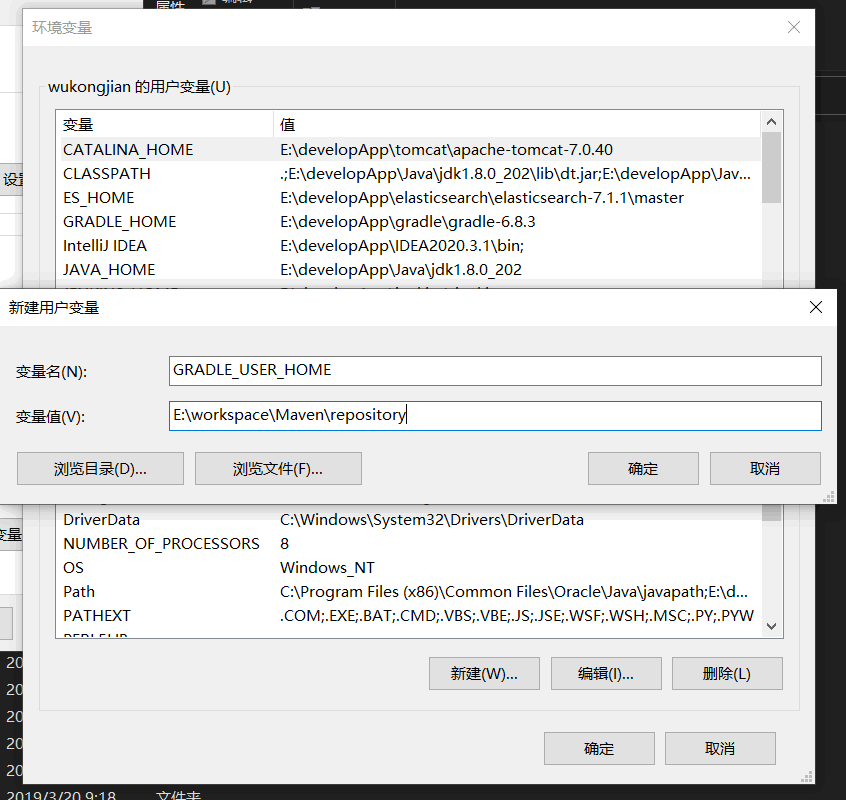 属性
环境变量
wukongjian 的用户变量(U)
变量 值
CATALINA_HOME E:\developApp\tomcat\apache-tomcat-7.0.40
CLASSPATH .;E:\developApp\Java\jdk1.8.0_202\lib\dt.jar;E:\developApp\Jav...
ES_HOME E:\developApp\elasticsearch\elasticsearch-7.1.1\master
设置
GRADLE_HOME E:\developApp\gradle\gradle-6.8.3
IntelliJ IDEA E:\developApp\IDEA2020.3.1\bin;
JAVA_HOME E:\developApp\Java\jdk1.8.0_202
新建用户变量
变量名(N): GRADLE_USER_HOME
变量值(V): E:\workspace\Maven\repository
浏览目录(D)... 浏览文件(F)... 确定 取消
DriverData C:\Windows\System32\Drivers\DriverData
变量
NUMBER_OF_PROCESSORS 8
OS Windows_NT
Path C:\Program Files (x86)\Common Files\Oracle\Java\javapath;E:\d...
PATHEXT .COM;.EXE;.BAT;.CMD;.VBS;.VBE;.JS;.JSE;.WSF;.WSH;.MSC;.PY;.PYW
20
新建(W)... 编辑(I)... 删除(L)
20
20
20
确定 取消
20
2019/3/20 9:18 文件夹